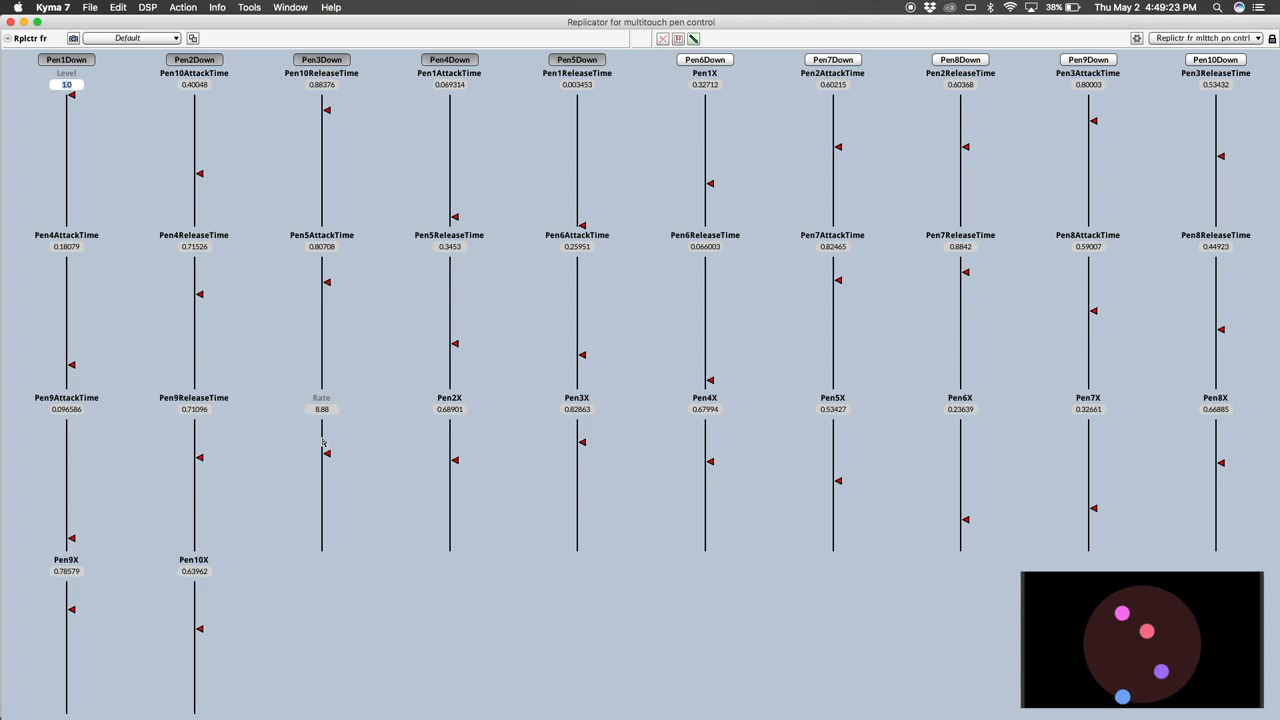 Kyma 7 File Edit DSP Action Info Tools Window Help 38% Thu May 2 4:49:23 PM
Replicator for multitouch pen control
Rplctr fr Default Replictr fr mlttch pn cntrl
Pen1Down Pen2Down Pen3Down Pen4Down Pen5Down Pen6Down Pen7Down Pen8Down Pen9Down Pen10Down
Level Pen10AttackTime Pen10ReleaseTime Pen1AttackTime Pen1ReleaseTime Pen1X Pen2AttackTime Pen2ReleaseTime Pen3AttackTime Pen3ReleaseTime
1.0 0.40048 0.88376 0.069314 0.003453 0.32712 0.60215 0.60368 0.80003 0.53432
Pen4AttackTime Pen4ReleaseTime Pen5AttackTime Pen5ReleaseTime Pen6AttackTime Pen6ReleaseTime Pen7AttackTime Pen7ReleaseTime Pen8AttackTime Pen8ReleaseTime
0.18079 0.71526 0.80708 0.3453 0.25951 0.066003 0.82465 0.8842 0.59007 0.44923
Pen9AttackTime Pen9ReleaseTime Rate Pen2X Pen3X Pen4X Pen5X Pen6X Pen7X Pen8X
0.096586 0.71096 8.88 0.68901 0.82863 0.67994 0.53427 0.23639 0.32661 0.66885
Pen9X Pen10X
0.78579 0.63962